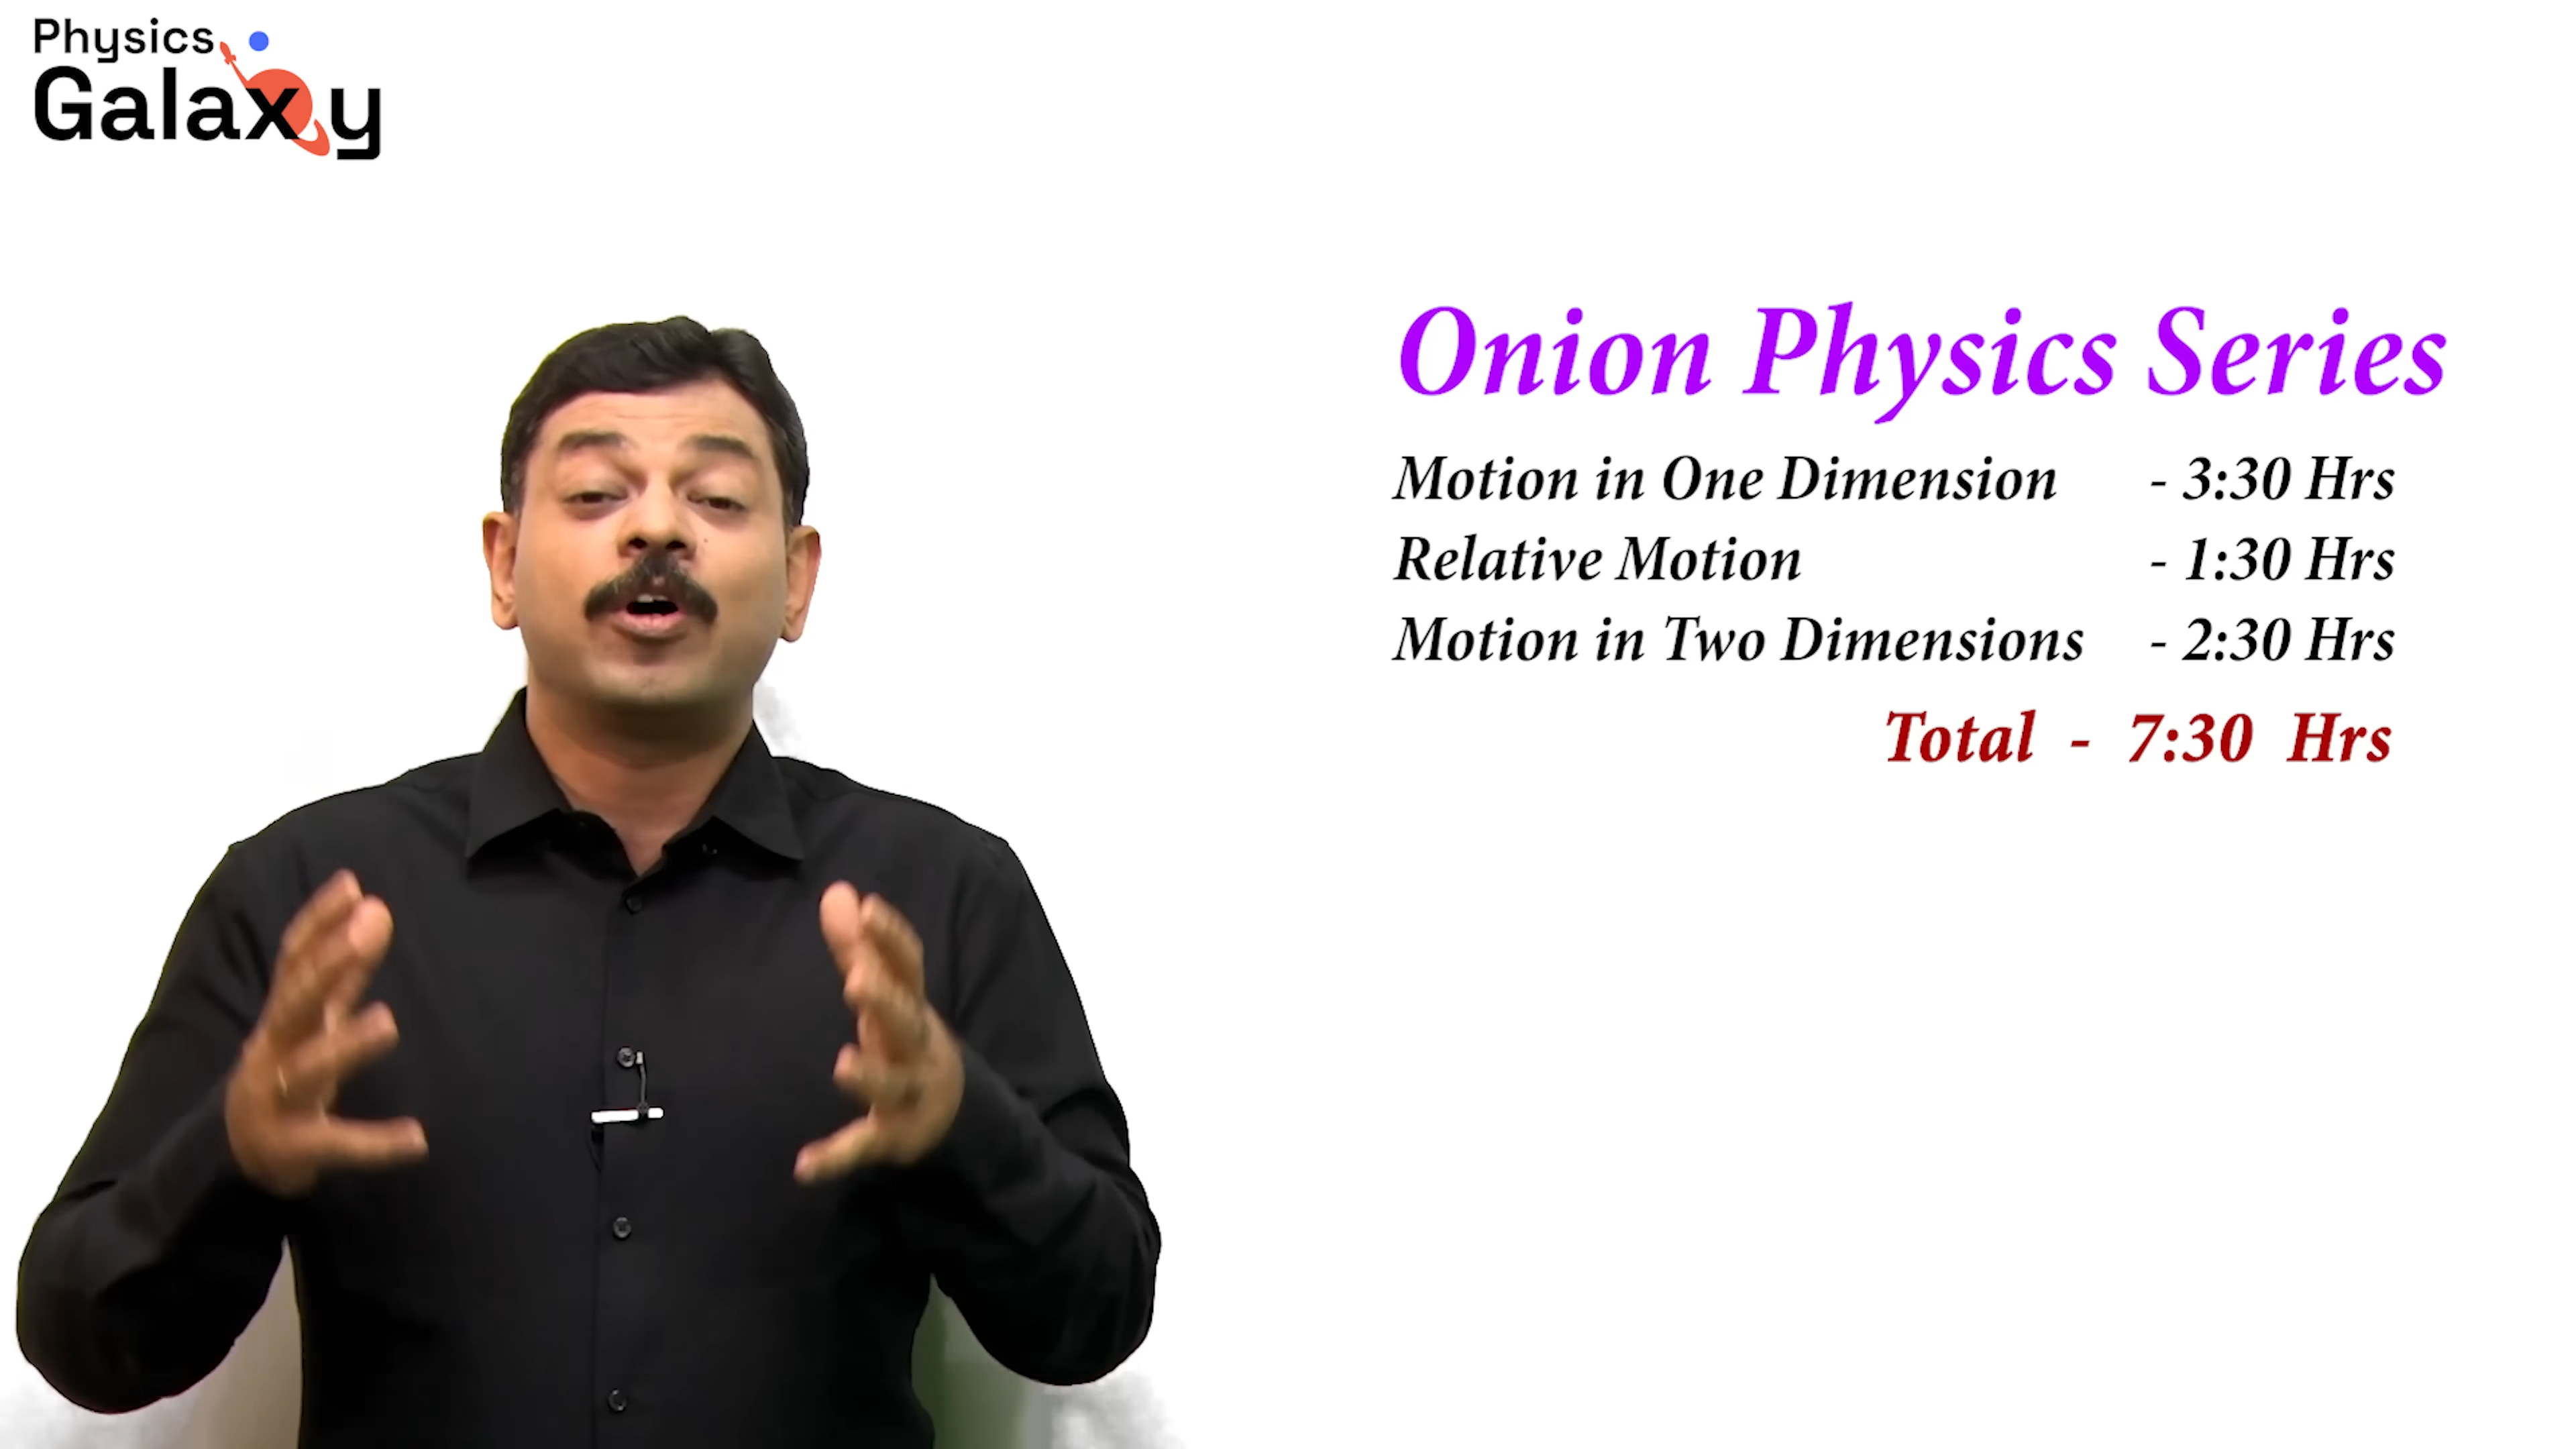 Physics
Galaxy
Onion Physics Series
Motion in One Dimension - 3:30 Hrs
Relative Motion - 1:30 Hrs
Motion in Two Dimensions - 2:30 Hrs
Total - 7:30 Hrs